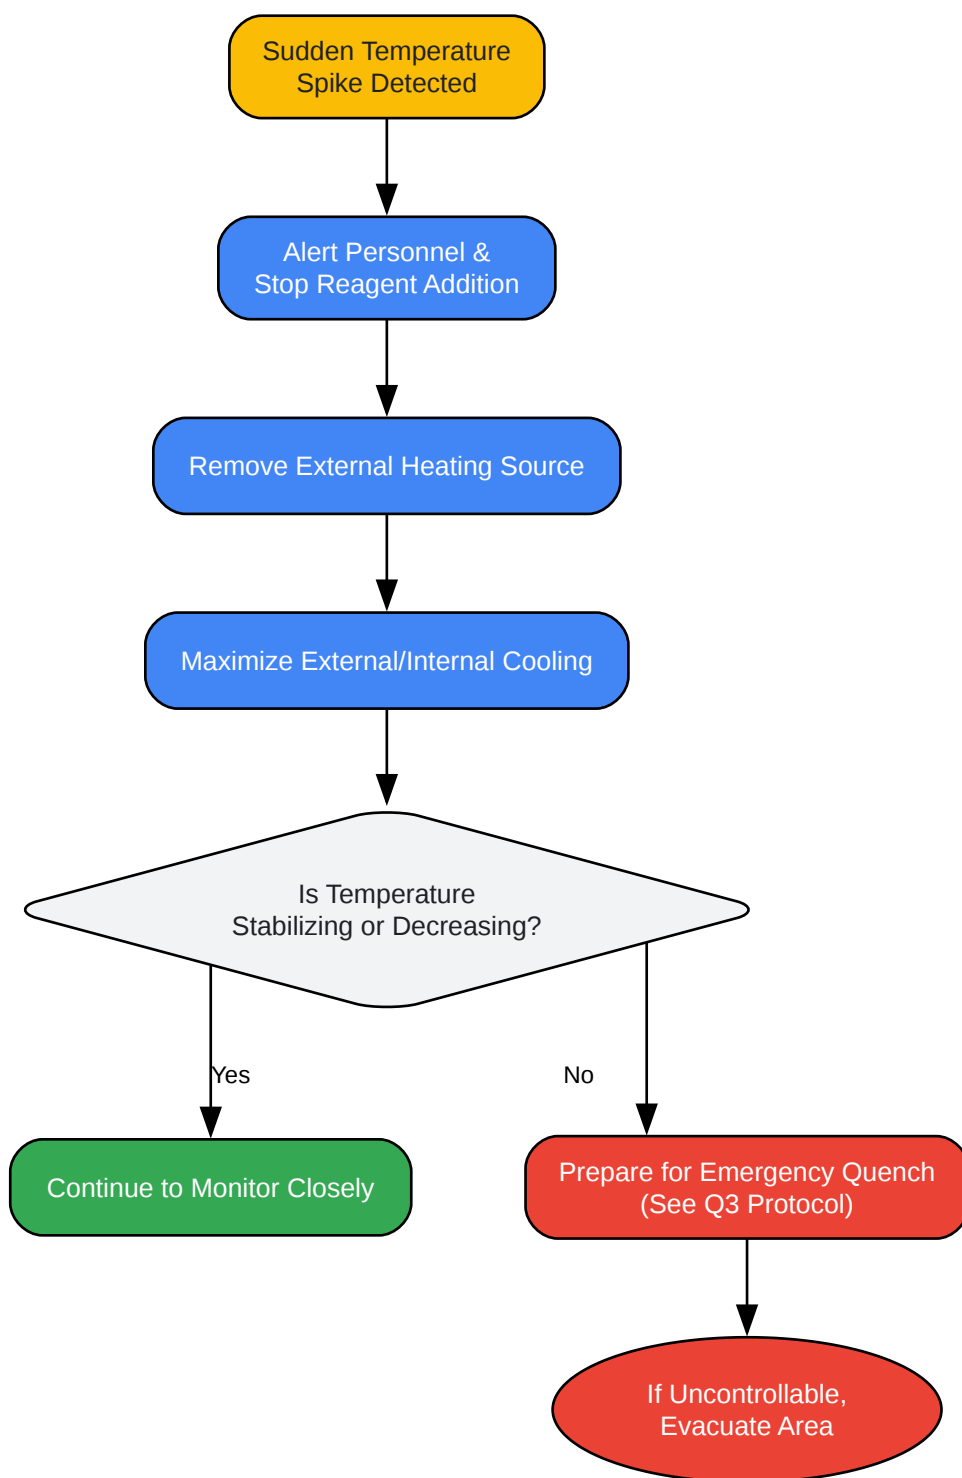 Sudden Temperature
Spike Detected
Alert Personnel &
Stop Reagent Addition
Remove External Heating Source
Maximize External/Internal Cooling
Is Temperature
Stabilizing or Decreasing?
Yes
No
Continue to Monitor Closely
Prepare for Emergency Quench
(See Q3 Protocol)
If Uncontrollable,
Evacuate Area